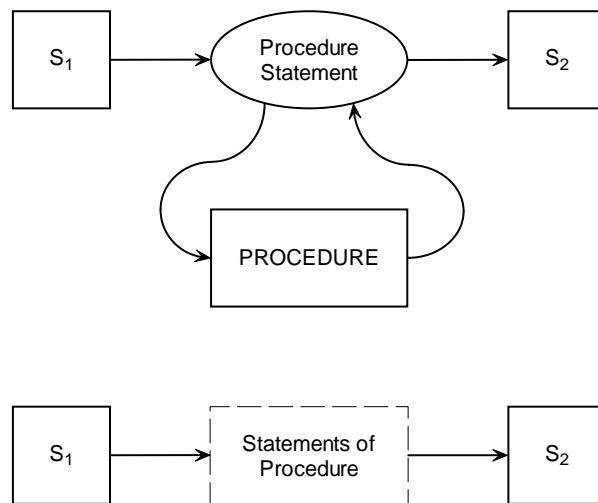 S₁
Procedure
Statement
S₂
PROCEDURE
S₁
Statements of
Procedure
S₂